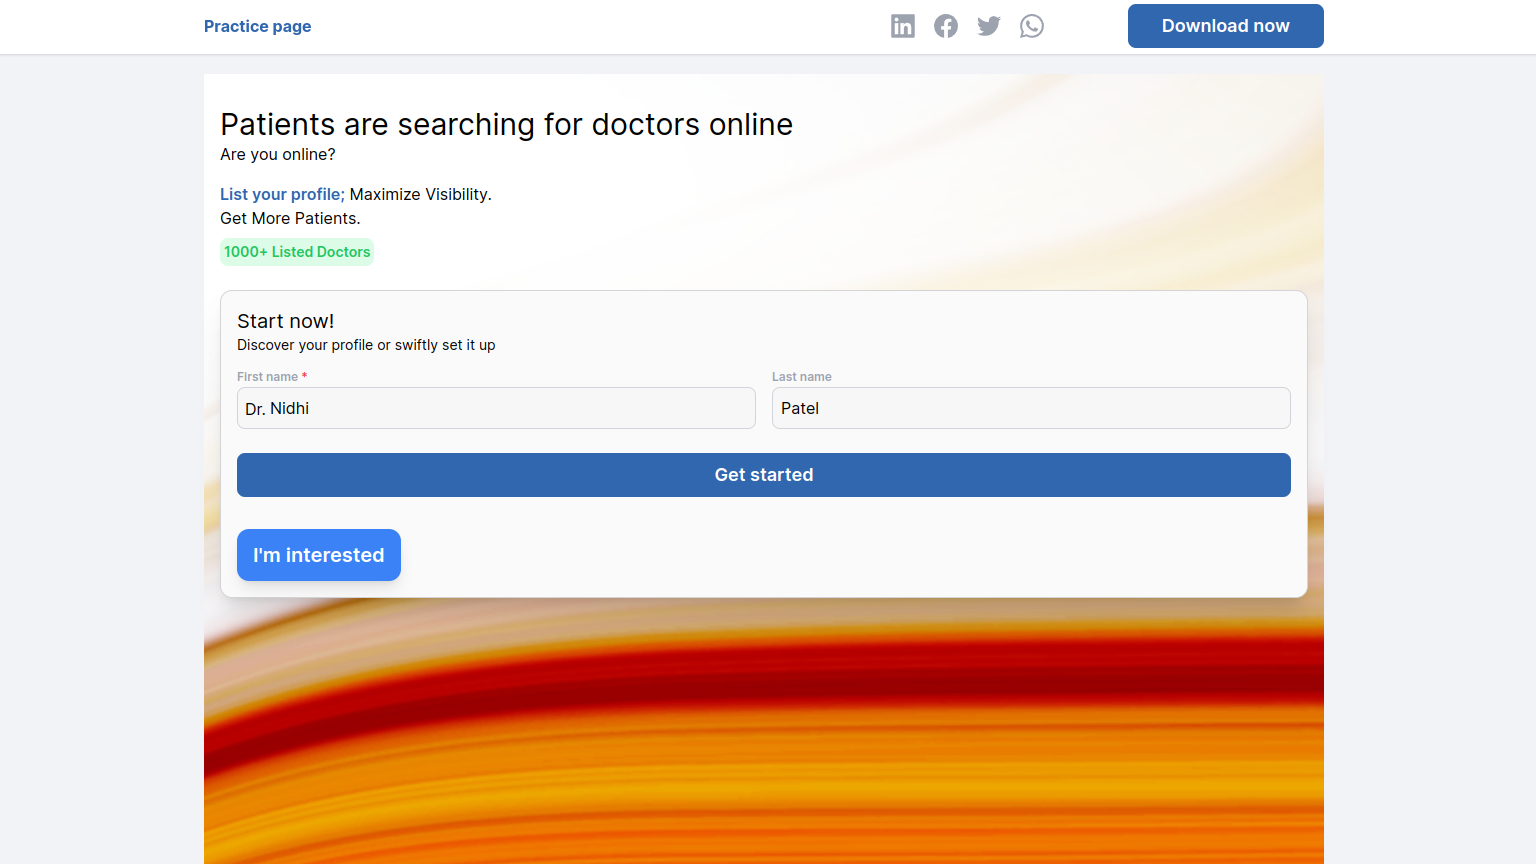 Practice page
Download now
Patients are searching for doctors online
Are you online?
List your profile; Maximize Visibility.
Get More Patients.
1000+ Listed Doctors
Start now!
Discover your profile or swiftly set it up
First name *
Last name
Dr. Nidhi
Patel
Get started
I'm interested